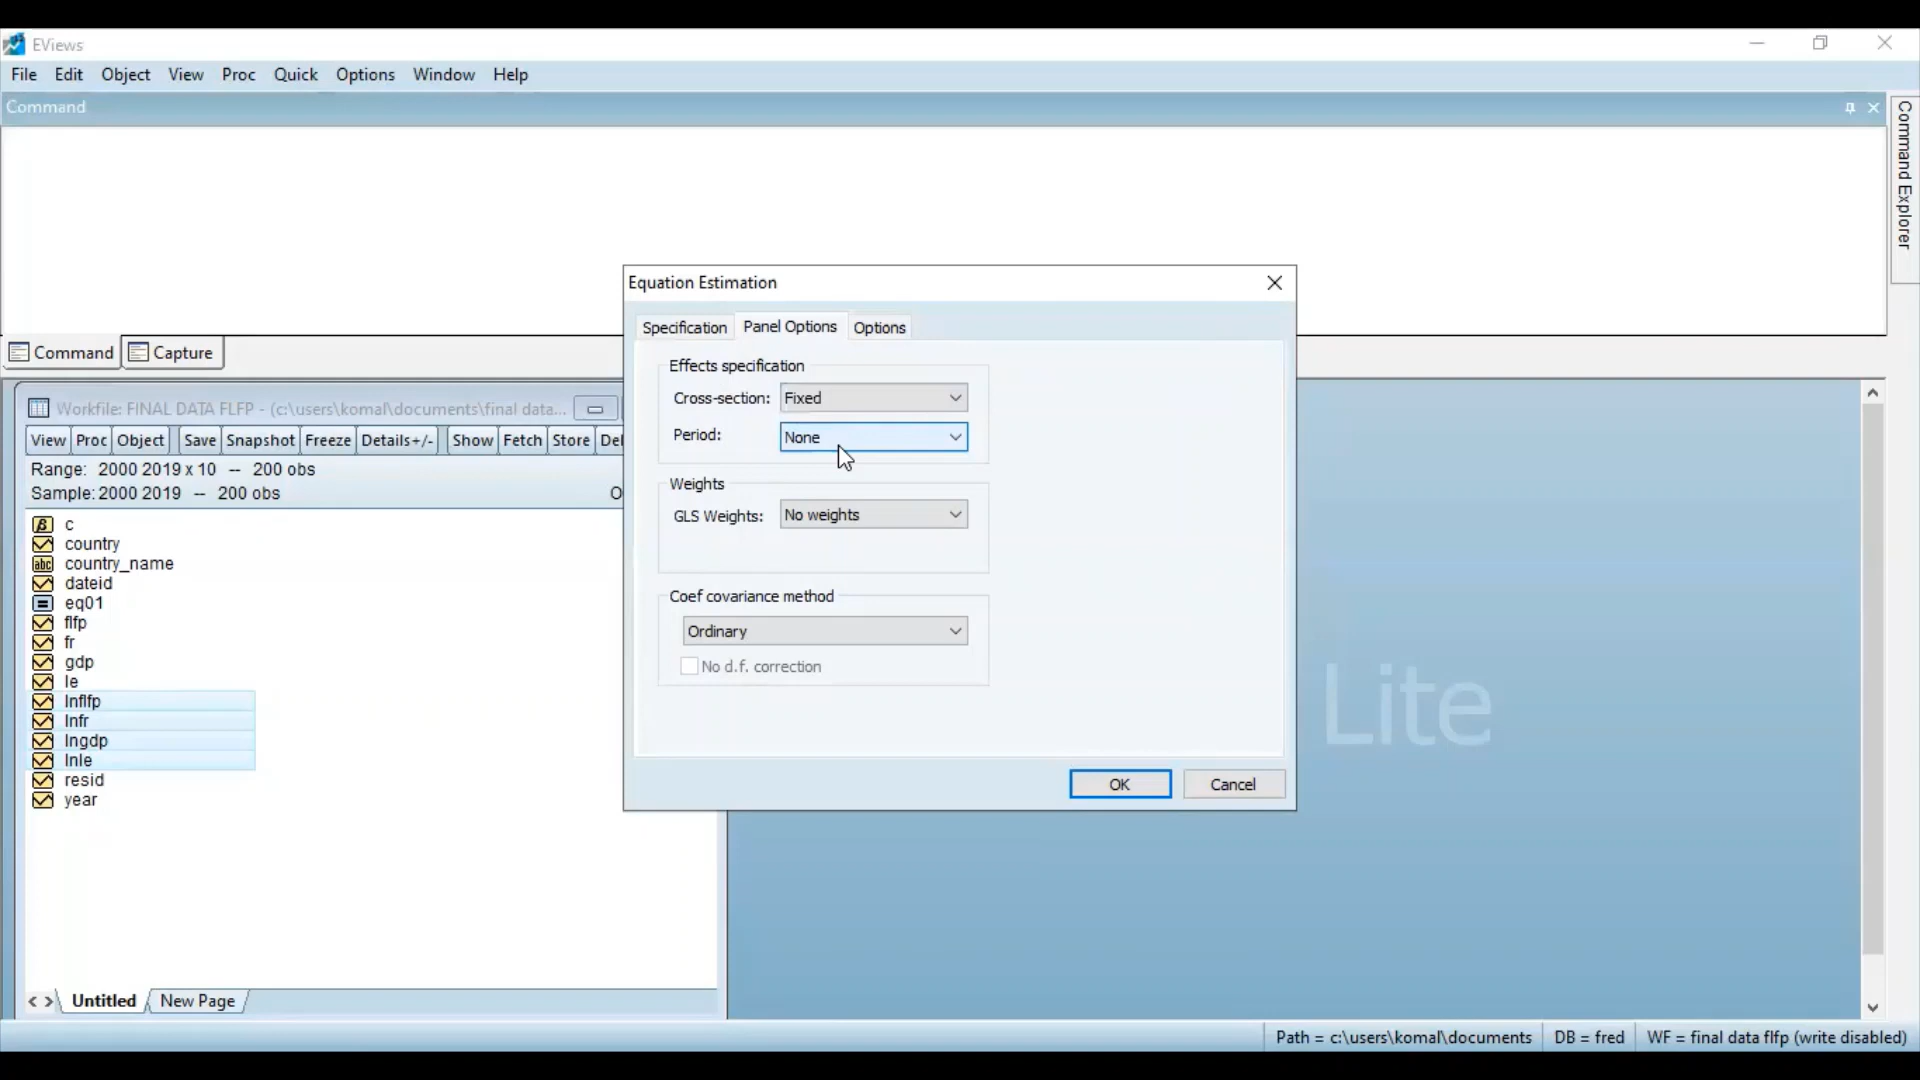 EViews
File Edit Object View Proc Quick Options Window Help
Command
Command Explorer
Command Capture
Equation Estimation
Specification Panel Options Options
Effects specification
Cross-section: Fixed
Period: None
Weights
GLS Weights: No weights
Coef covariance method
Ordinary
No d.f. correction
OK Cancel
Workfile: FINAL DATA FLFP - (c:\users\komal\documents\final data...
View Proc Object Save Snapshot Freeze Details+/- Show Fetch Store Del
Range: 2000 2019 x 10 -- 200 obs
Sample: 2000 2019 -- 200 obs O
β c
country
abc country_name
dateid
= eq01
flfp
fr
gdp
le
lnflfp
lnfr
lngdp
lnle
resid
year
Lite
< > Untitled New Page
Path = c:\users\komal\documents DB = fred WF = final data flfp (write disabled)